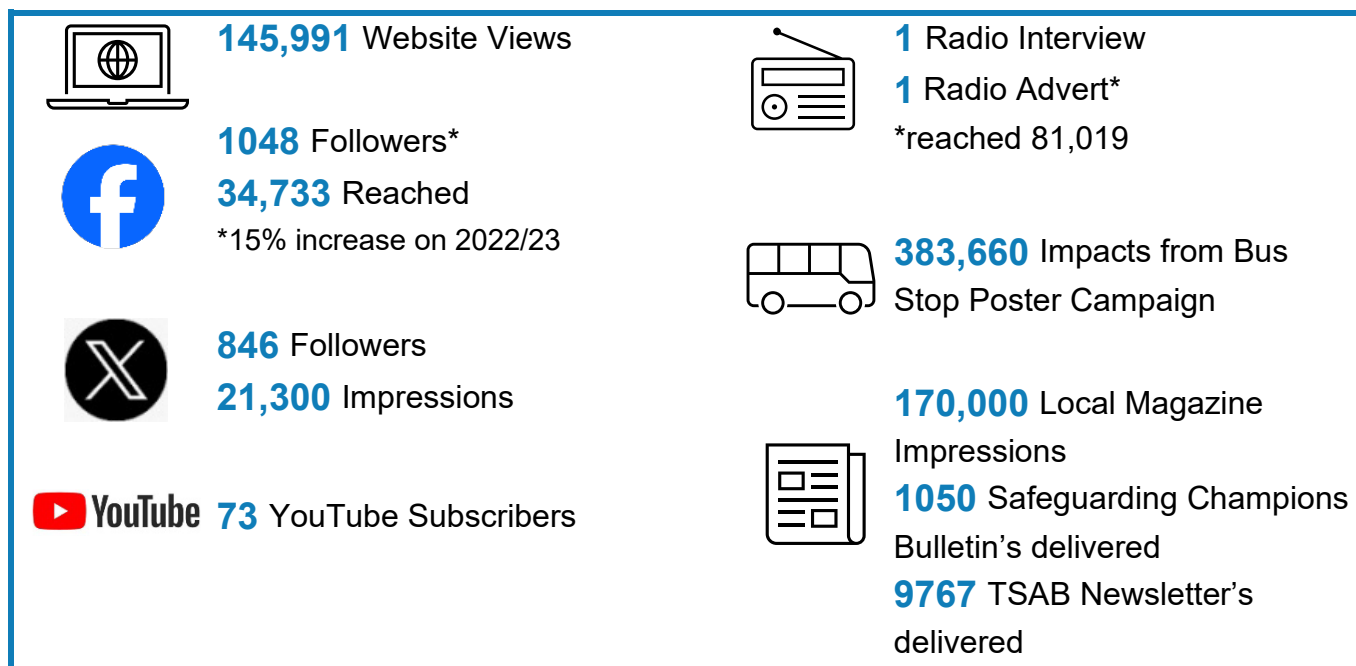 145,991 Website Views
1048 Followers*
34,733 Reached
*15% increase on 2022/23
846 Followers
21,300 Impressions
YouTube 73 YouTube Subscribers
1 Radio Interview
1 Radio Advert*
*reached 81,019
383,660 Impacts from Bus
Stop Poster Campaign
170,000 Local Magazine
Impressions
1050 Safeguarding Champions
Bulletin's delivered
9767 TSAB Newsletter's
delivered